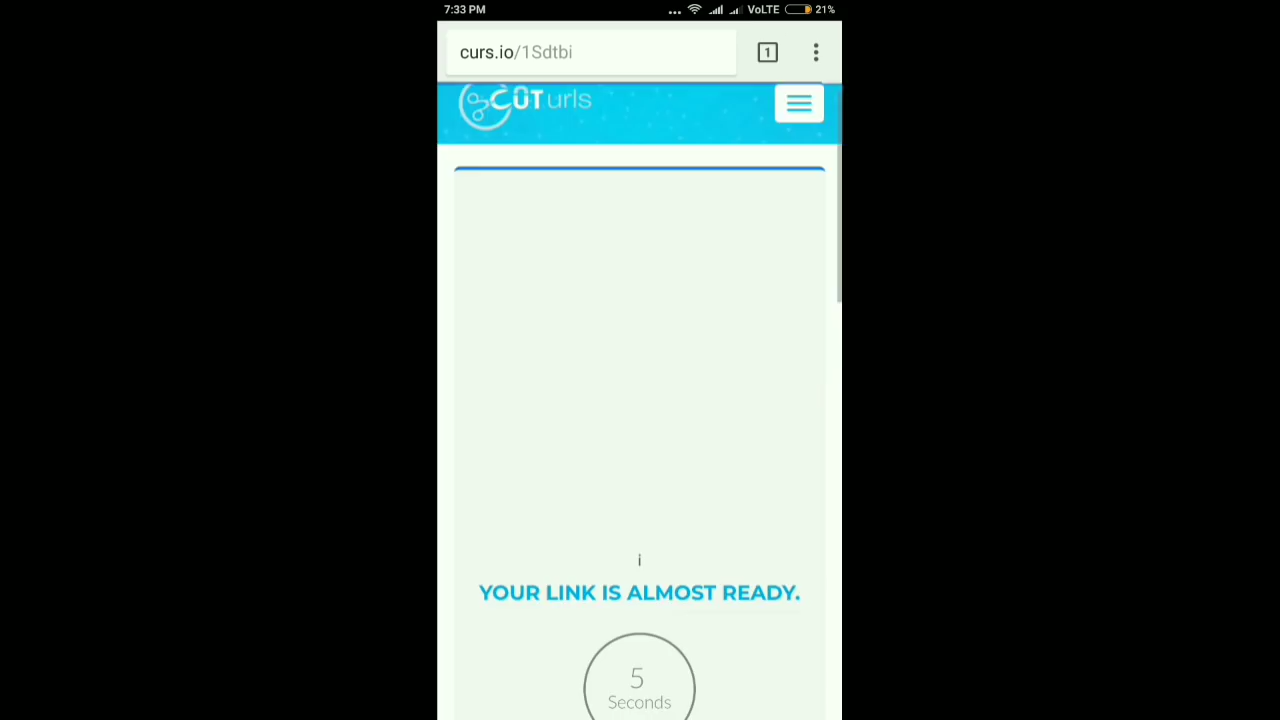 7:33 PM ... VoLTE 21%
curs.io/1Sdtbi 1
CUT urls
i
YOUR LINK IS ALMOST READY.
5
Seconds